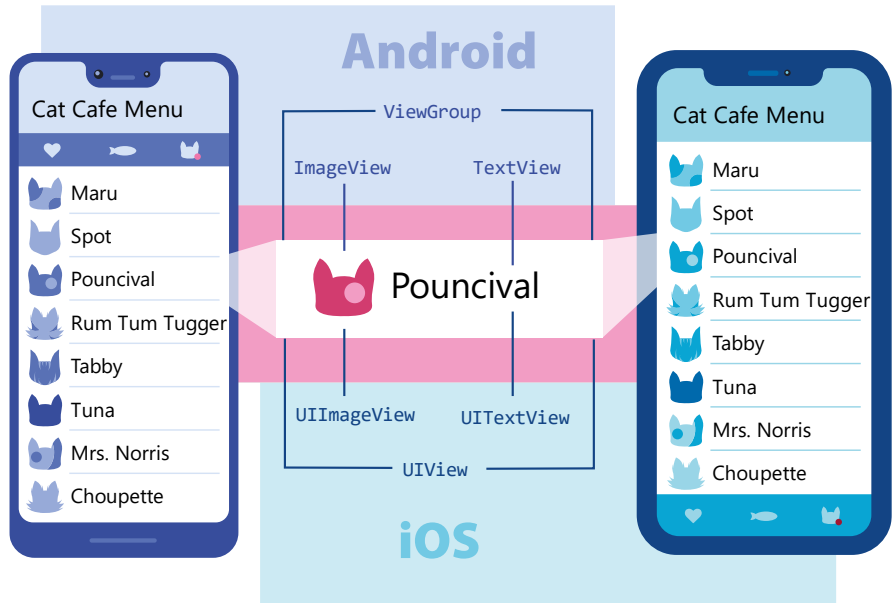 Android
Cat Cafe Menu
Maru
Spot
Pouncival
Rum Tum Tugger
Tabby
Tuna
Mrs. Norris
Choupette
ViewGroup
ImageView
TextView
Pouncival
UIImageView
UITextView
UIView
iOS
Cat Cafe Menu
Maru
Spot
Pouncival
Rum Tum Tugger
Tabby
Tuna
Mrs. Norris
Choupette